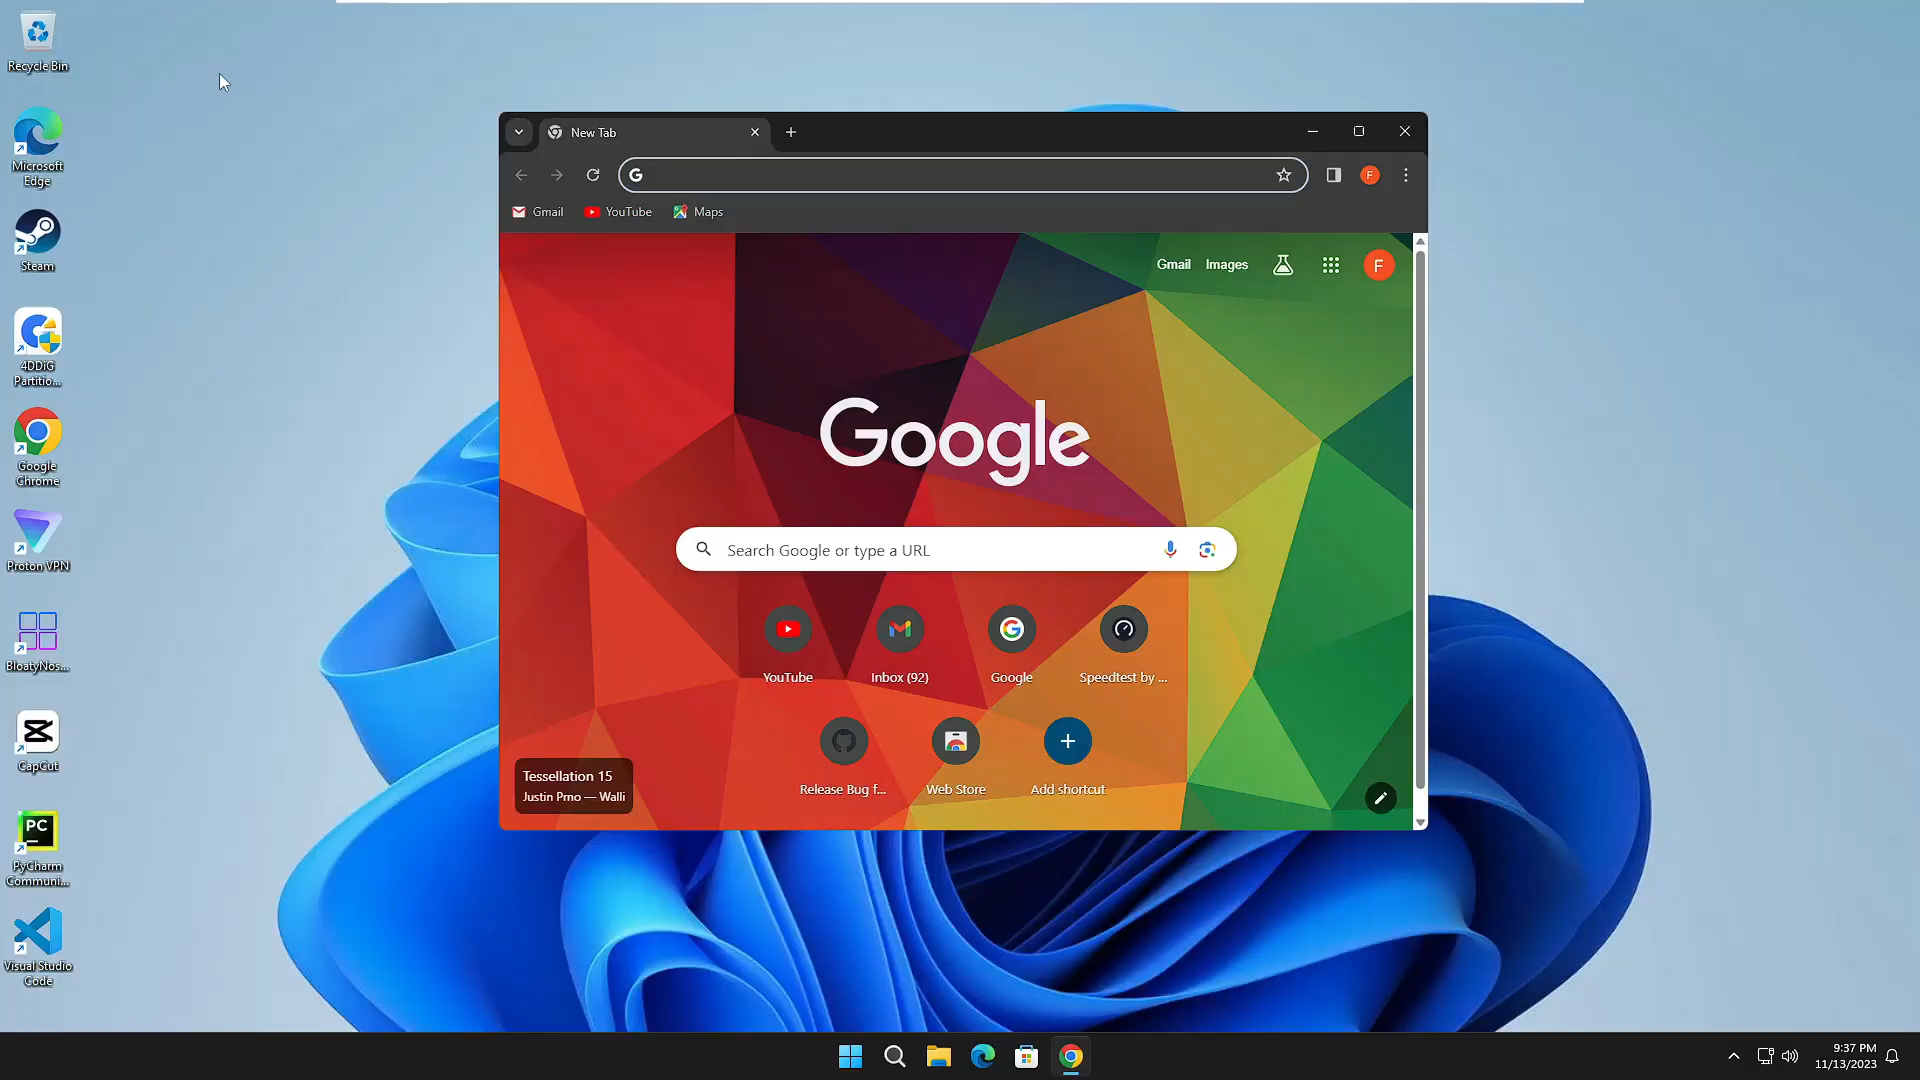 Recycle Bin
Microsoft
Edge
Steam
4DDiG
Partitio...
Google
Chrome
Proton VPN
BloatyNos...
CapCut
PC
PyCharm
Communi...
Visual Studio
Code
New Tab
G
F
Gmail
YouTube
Maps
Gmail
Images
F
Google
Search Google or type a URL
YouTube
Inbox (92)
Google
Speedtest by ...
Release Bug f...
Web Store
Add shortcut
Tessellation 15
Justin Prno — Walli
9:37 PM
11/13/2023